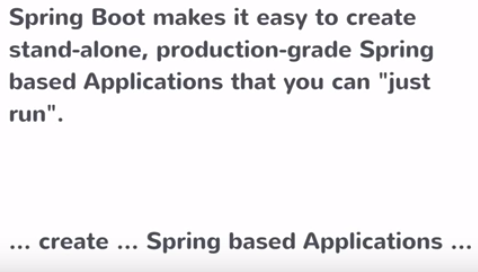 Spring Boot makes it easy to create
stand-alone, production-grade Spring
based Applications that you can "just
run".
... create ... Spring based Applications ...